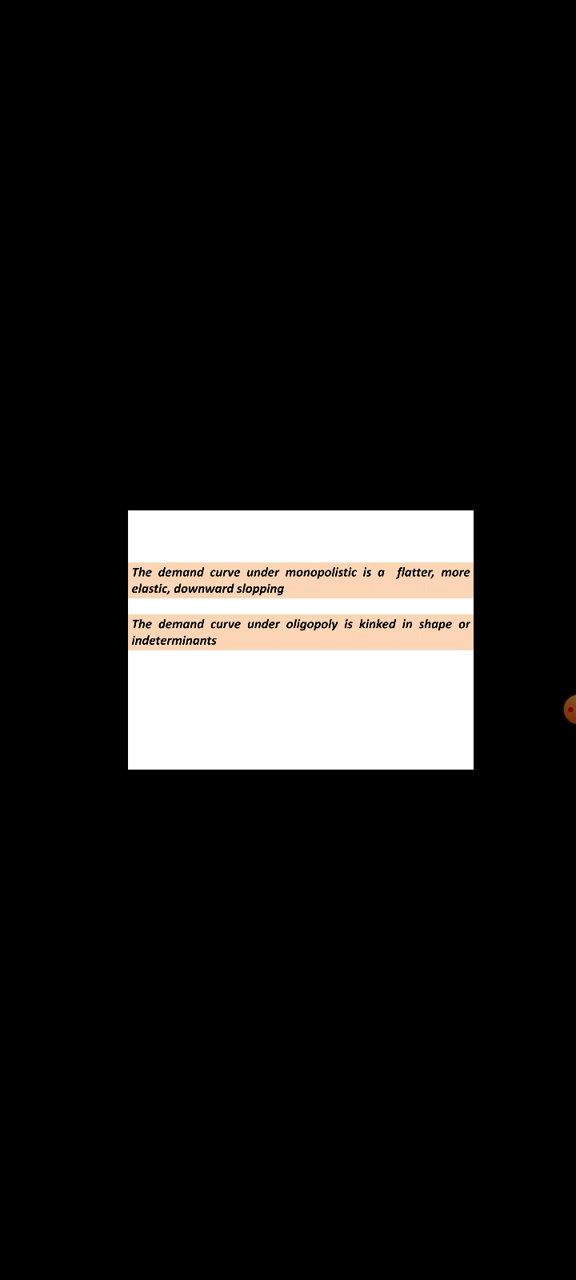 The demand curve under monopolistic is a flatter, more
elastic, downward slopping
The demand curve under oligopoly is kinked in shape or
indeterminants